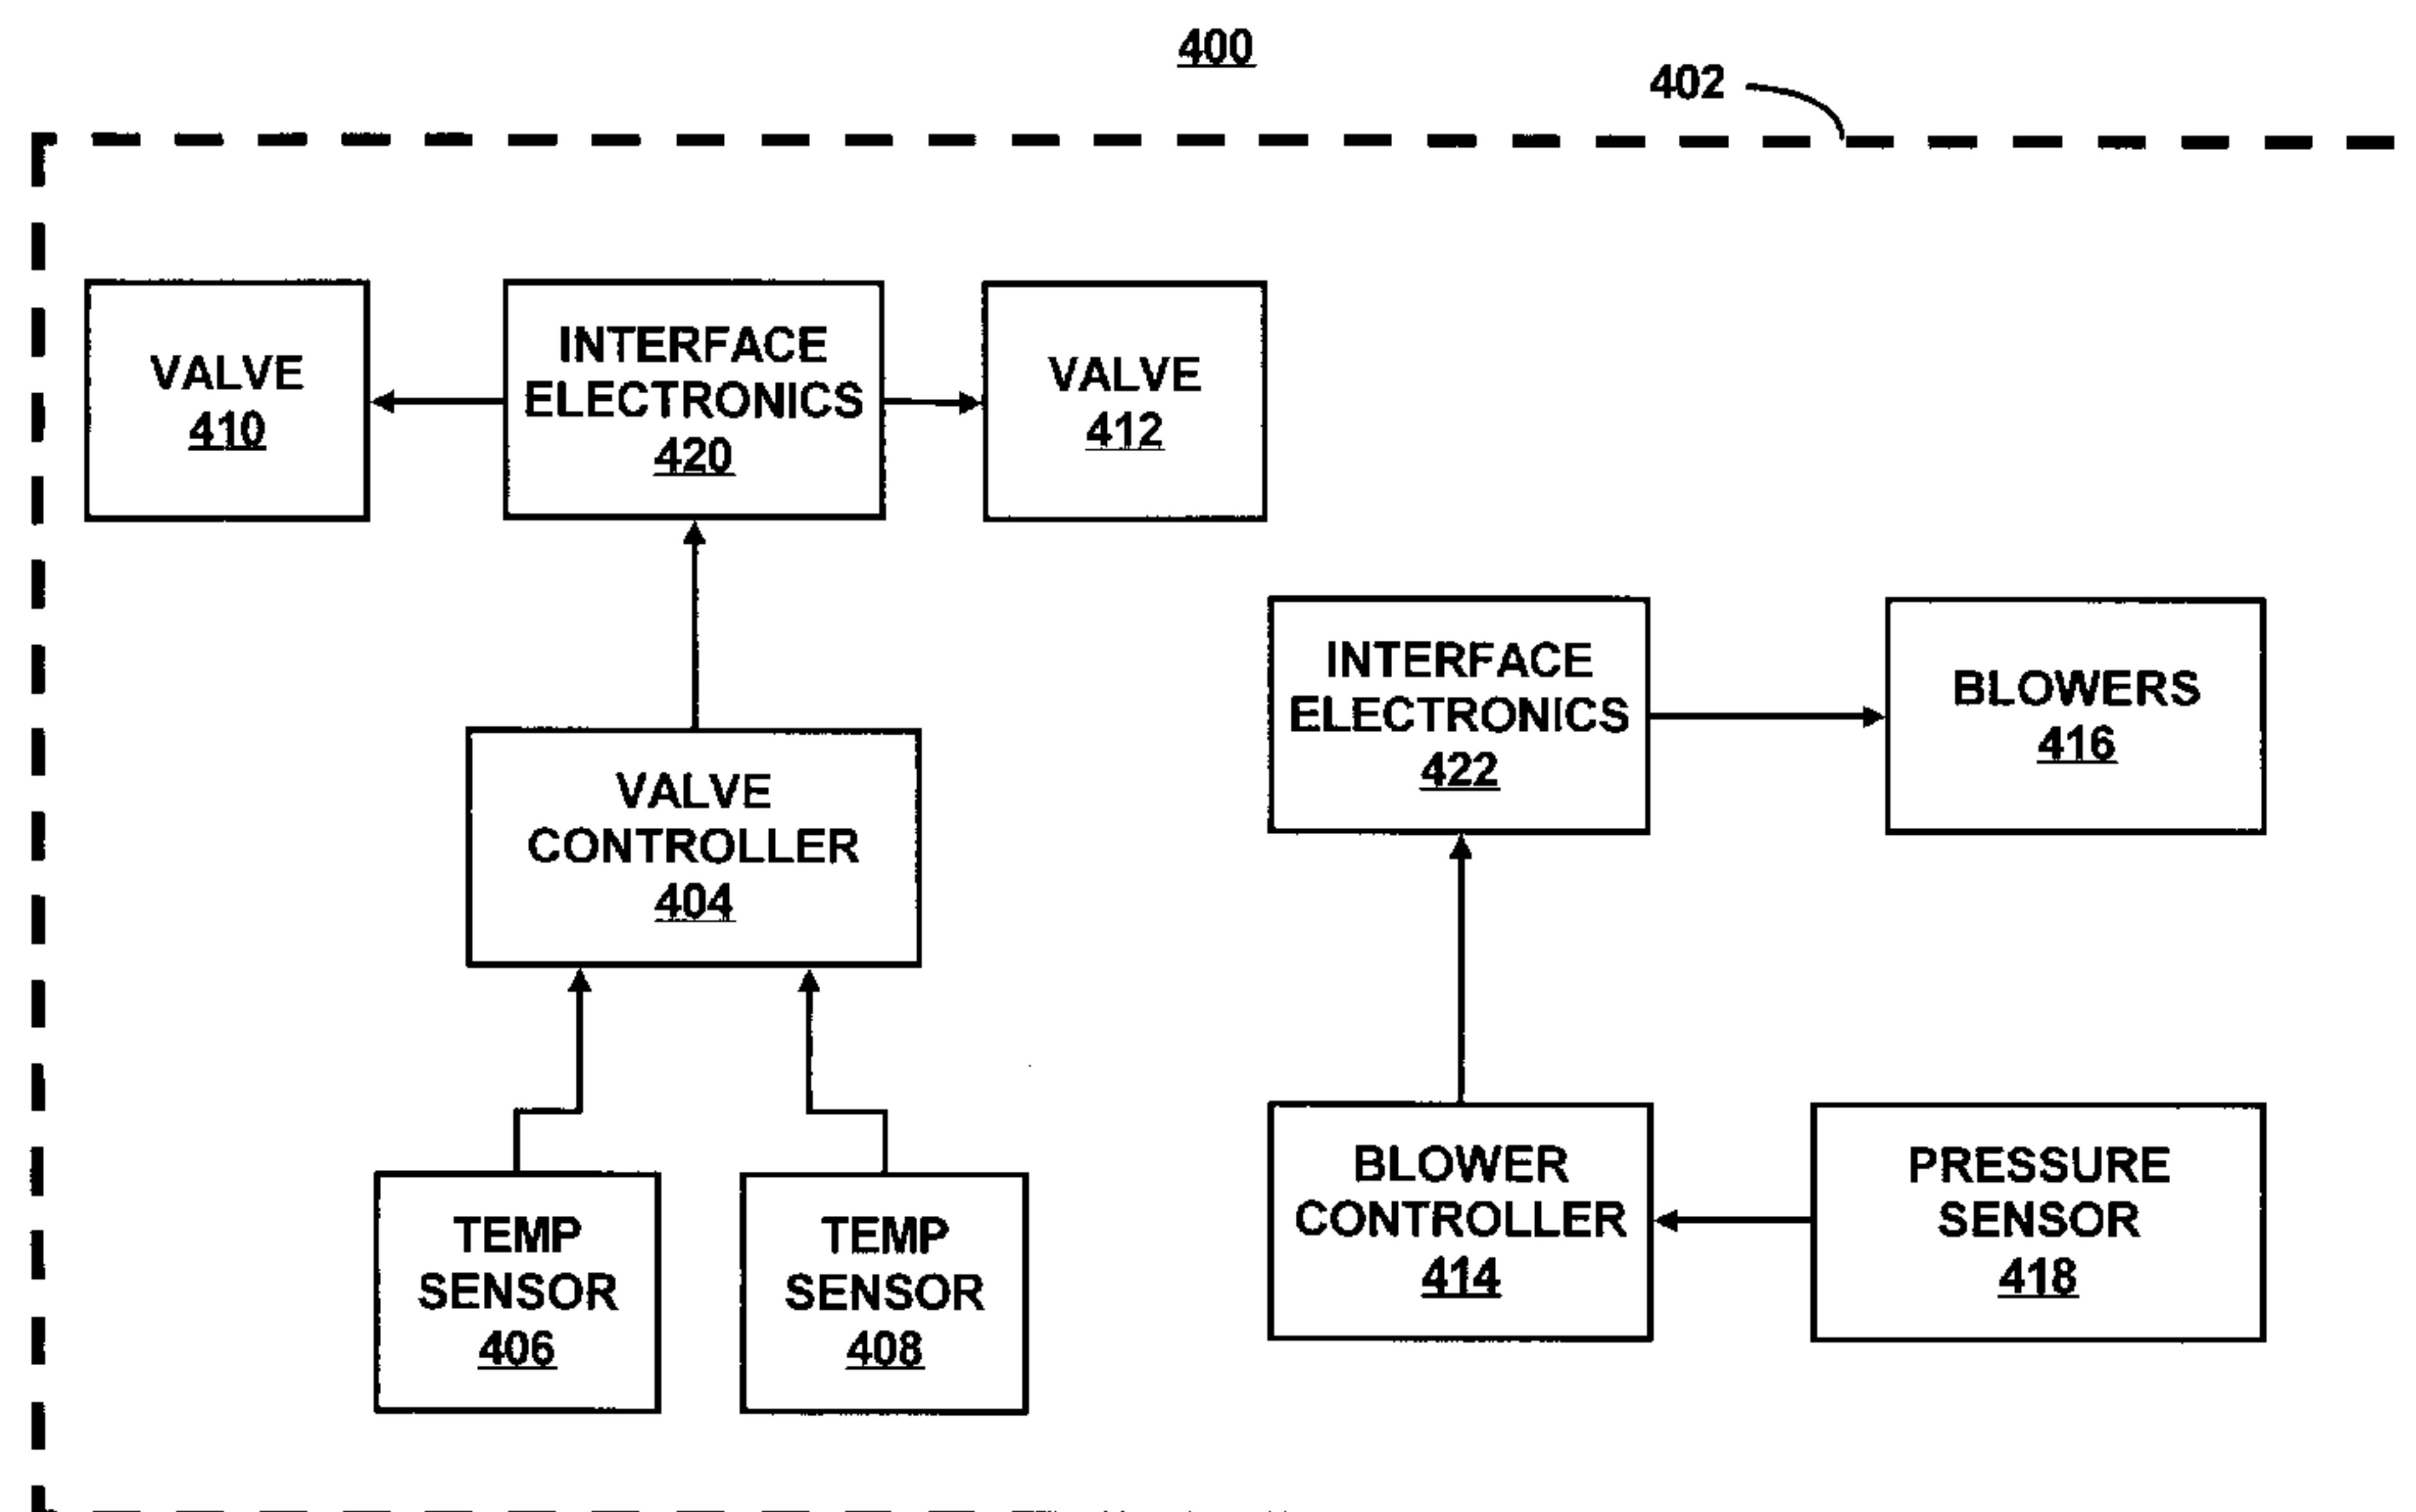 400
402
VALVE
410
INTERFACE
ELECTRONICS
420
VALVE
412
INTERFACE
ELECTRONICS
422
BLOWERS
416
VALVE
CONTROLLER
404
BLOWER
CONTROLLER
414
PRESSURE
SENSOR
418
TEMP
SENSOR
406
TEMP
SENSOR
408